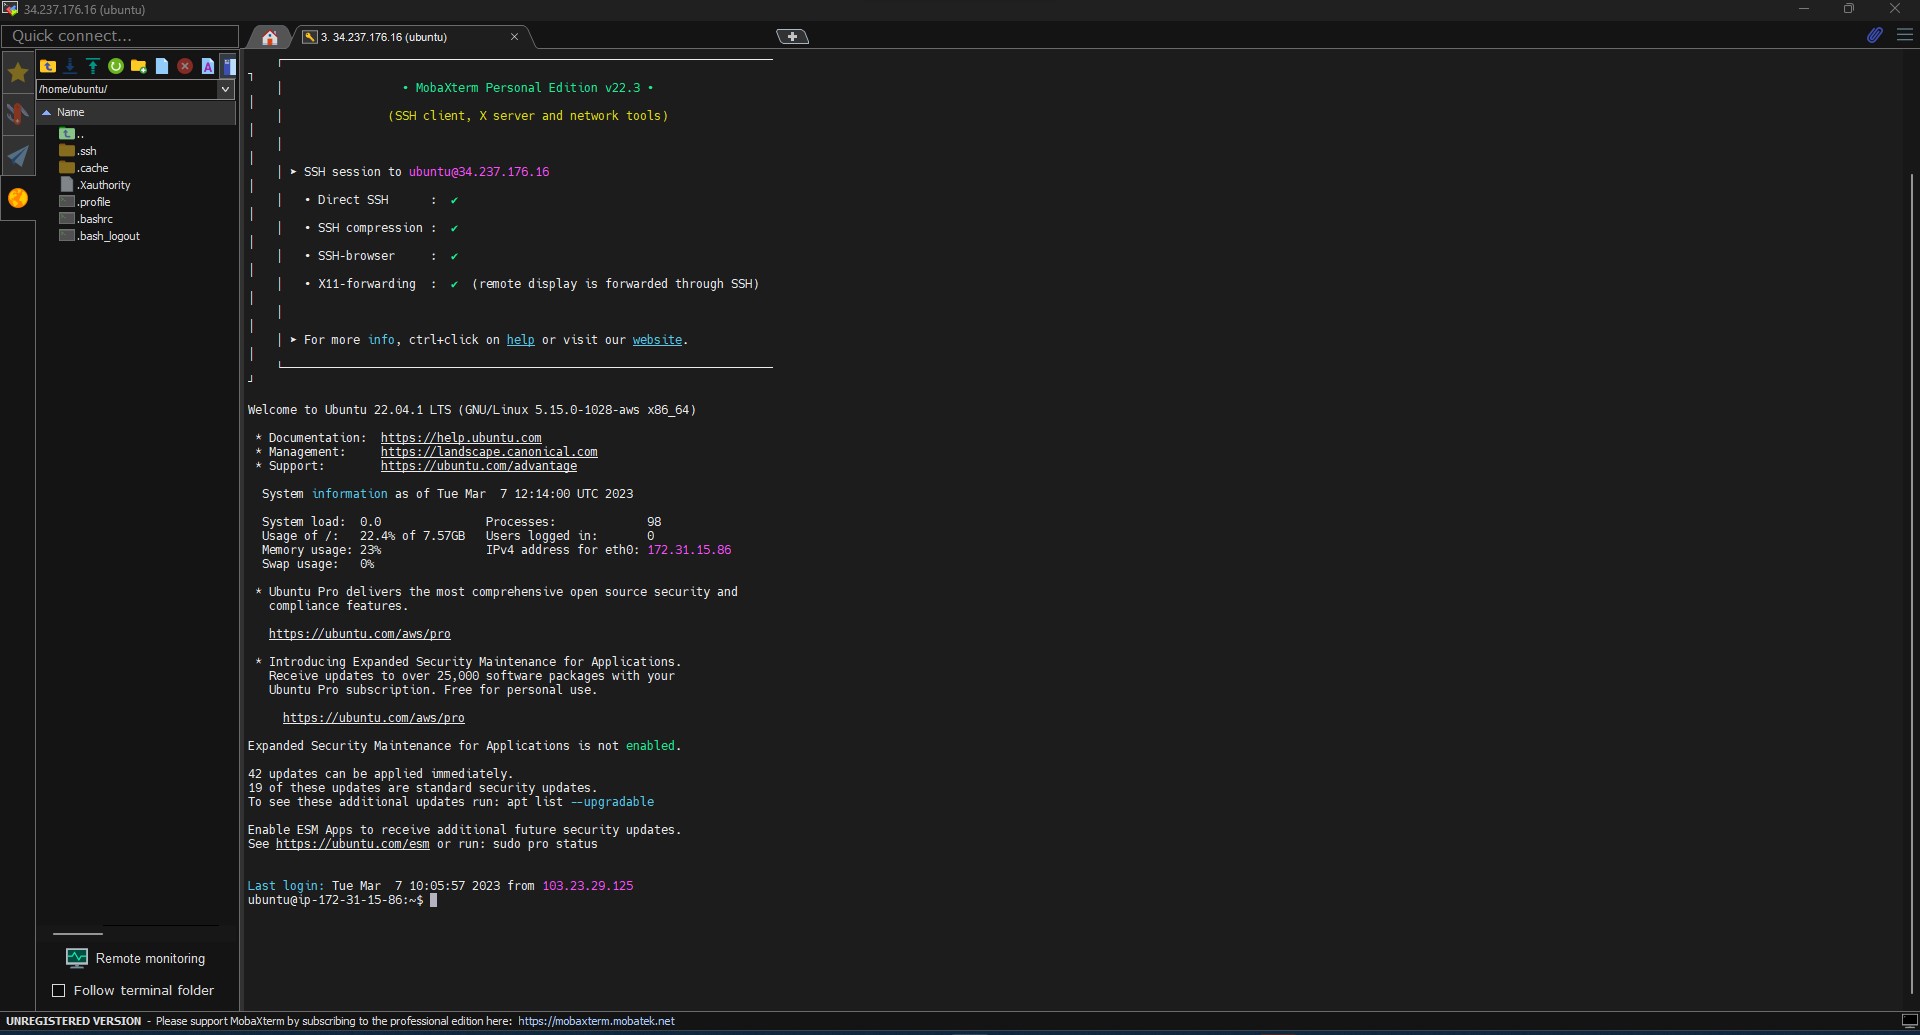 34.237.176.16 (ubuntu)
Quick connect...
3. 34.237.176.16 (ubuntu)
/home/ubuntu/
Name
..
.ssh
.cache
.Xauthority
.profile
.bashrc
.bash_logout
• MobaXterm Personal Edition v22.3 •
(SSH client, X server and network tools)
➤ SSH session to ubuntu@34.237.176.16
• Direct SSH : ✔
• SSH compression : ✔
• SSH-browser : ✔
• X11-forwarding : ✔ (remote display is forwarded through SSH)
➤ For more info, ctrl+click on help or visit our website.
Welcome to Ubuntu 22.04.1 LTS (GNU/Linux 5.15.0-1028-aws x86_64)
* Documentation: https://help.ubuntu.com
* Management: https://landscape.canonical.com
* Support: https://ubuntu.com/advantage
System information as of Tue Mar 7 12:14:00 UTC 2023
System load: 0.0 Processes: 98
Usage of /: 22.4% of 7.57GB Users logged in: 0
Memory usage: 23% IPv4 address for eth0: 172.31.15.86
Swap usage: 0%
* Ubuntu Pro delivers the most comprehensive open source security and
compliance features.
https://ubuntu.com/aws/pro
* Introducing Expanded Security Maintenance for Applications.
Receive updates to over 25,000 software packages with your
Ubuntu Pro subscription. Free for personal use.
https://ubuntu.com/aws/pro
Expanded Security Maintenance for Applications is not enabled.
42 updates can be applied immediately.
19 of these updates are standard security updates.
To see these additional updates run: apt list --upgradable
Enable ESM Apps to receive additional future security updates.
See https://ubuntu.com/esm or run: sudo pro status
Last login: Tue Mar 7 10:05:57 2023 from 103.23.29.125
ubuntu@ip-172-31-15-86:~$
Remote monitoring
Follow terminal folder
UNREGISTERED VERSION - Please support MobaXterm by subscribing to the professional edition here: https://mobaxterm.mobatek.net